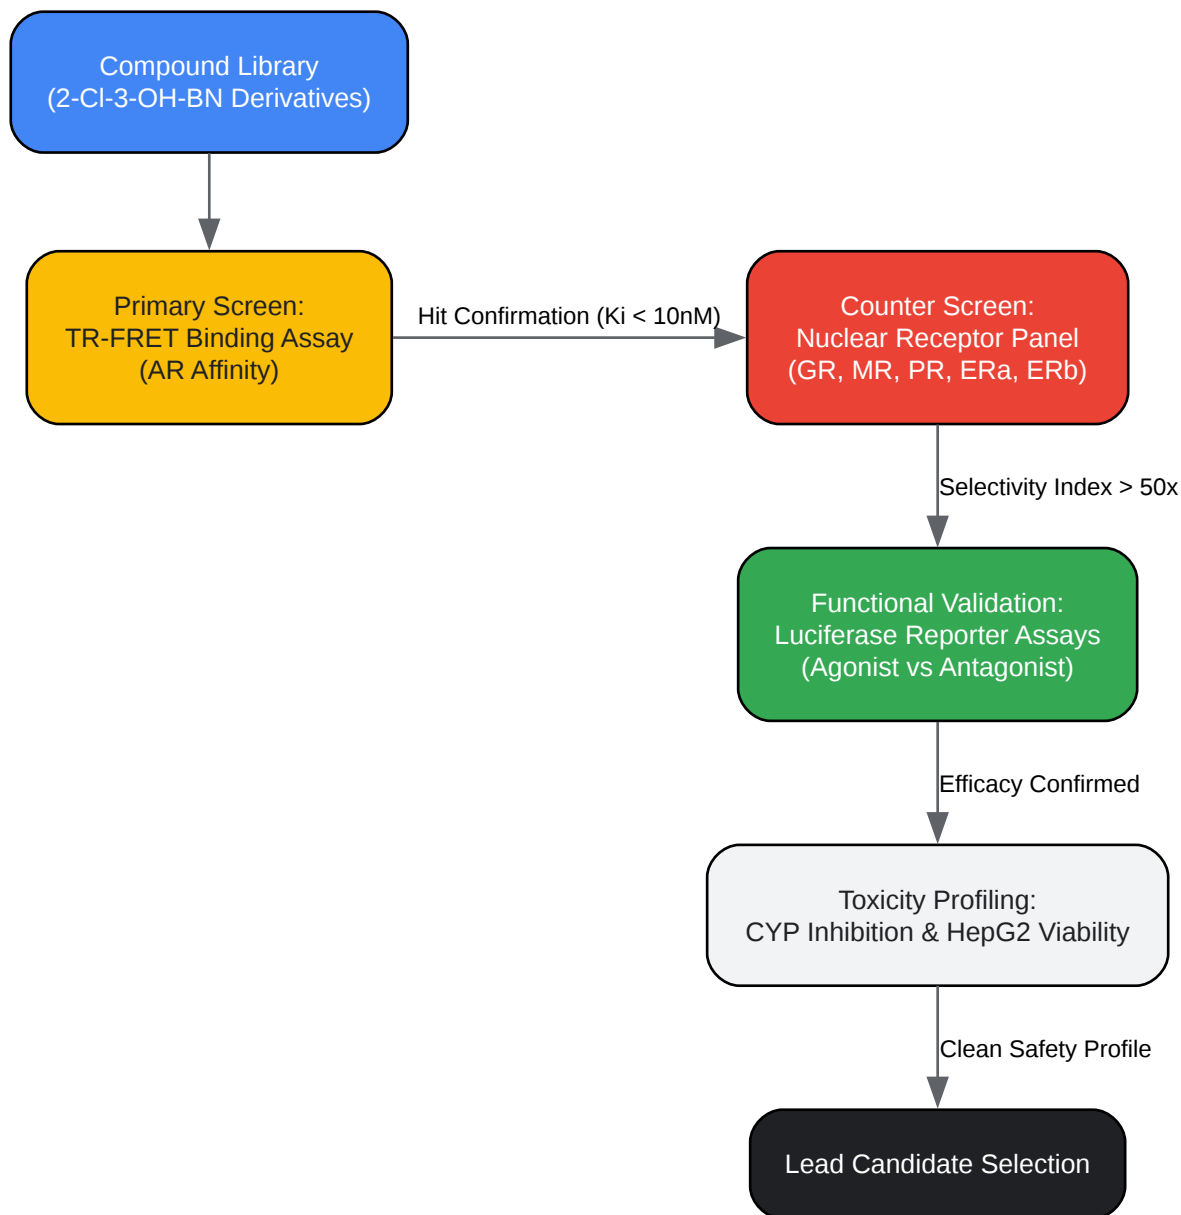 Compound Library
(2-Cl-3-OH-BN Derivatives)
Primary Screen:
TR-FRET Binding Assay
(AR Affinity)
Hit Confirmation (Ki < 10nM)
Counter Screen:
Nuclear Receptor Panel
(GR, MR, PR, ERa, ERb)
Selectivity Index > 50x
Functional Validation:
Luciferase Reporter Assays
(Agonist vs Antagonist)
Efficacy Confirmed
Toxicity Profiling:
CYP Inhibition & HepG2 Viability
Clean Safety Profile
Lead Candidate Selection